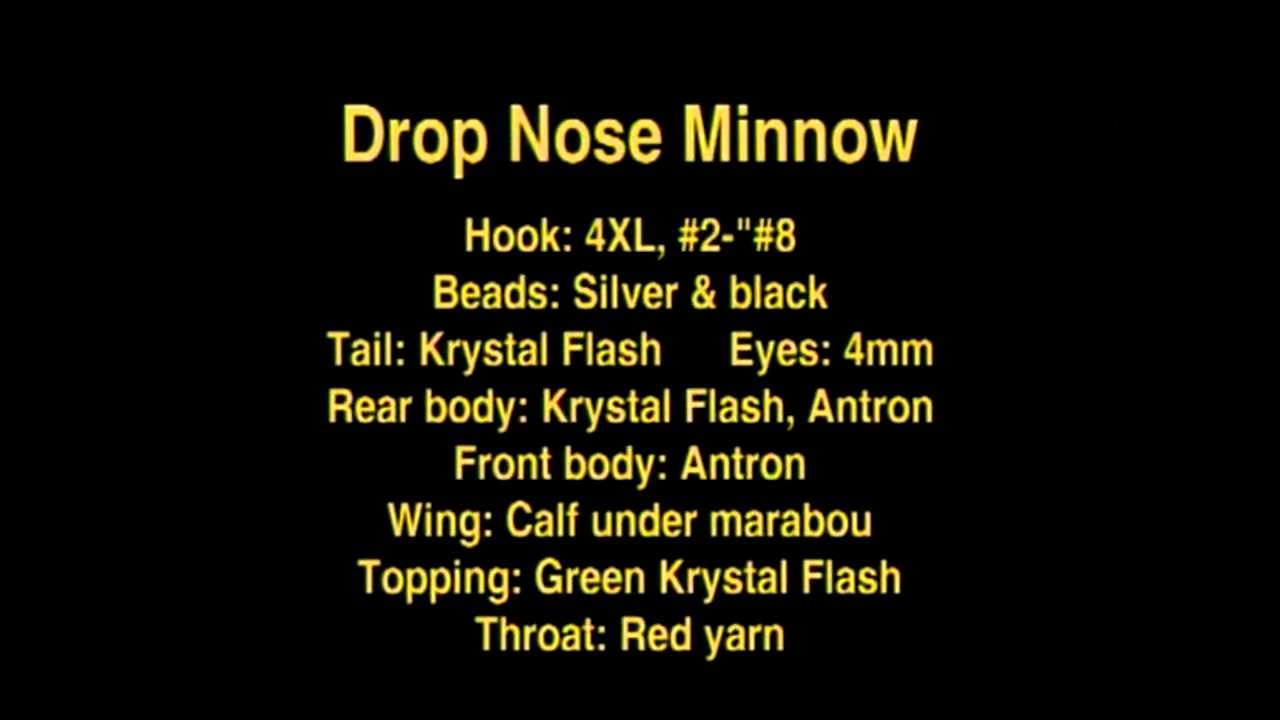 Drop Nose Minnow
Hook: 4XL, #2-"#8
Beads: Silver & black
Tail: Krystal Flash Eyes: 4mm
Rear body: Krystal Flash, Antron
Front body: Antron
Wing: Calf under marabou
Topping: Green Krystal Flash
Throat: Red yarn